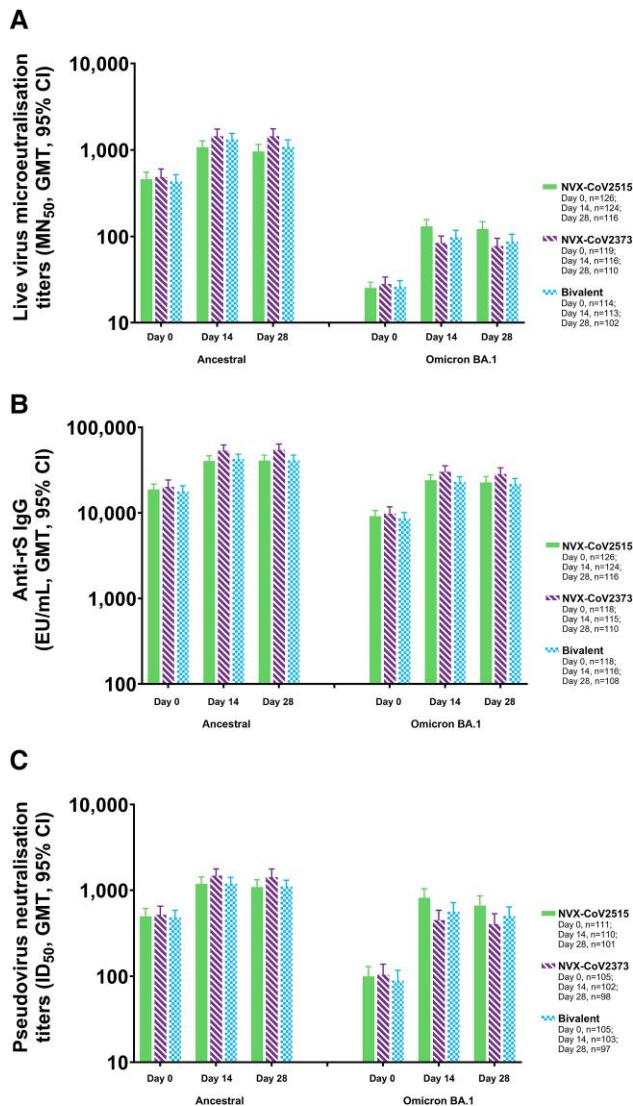 A
Live virus microeutralisation
titers (MN50, GMT, 95% CI)
10,000
1,000
100
10
Day 0
Day 14
Day 28
Day 0
Day 14
Day 28
Ancestral
Omicron BA.1
NVX-CoV2515
Day 0, n=126;
Day 14, n=124;
Day 28, n=116
NVX-CoV2373
Day 0, n=119;
Day 14, n=116;
Day 28, n=110
Bivalent
Day 0, n=114;
Day 14, n=113;
Day 28, n=102
B
Anti-rS IgG
(EU/mL, GMT, 95% CI)
100,000
10,000
1,000
100
Day 0
Day 14
Day 28
Day 0
Day 14
Day 28
Ancestral
Omicron BA.1
NVX-CoV2515
Day 0, n=126;
Day 14, n=124;
Day 28, n=116
NVX-CoV2373
Day 0, n=118;
Day 14, n=115;
Day 28, n=110
Bivalent
Day 0, n=118;
Day 14, n=116;
Day 28, n=108
C
Pseudovirus neutralisation
titers (ID50, GMT, 95% CI)
10,000
1,000
100
10
Day 0
Day 14
Day 28
Day 0
Day 14
Day 28
Ancestral
Omicron BA.1
NVX-CoV2515
Day 0, n=111;
Day 14, n=110;
Day 28, n=101
NVX-CoV2373
Day 0, n=105;
Day 14, n=102;
Day 28, n=98
Bivalent
Day 0, n=105;
Day 14, n=103;
Day 28, n=97